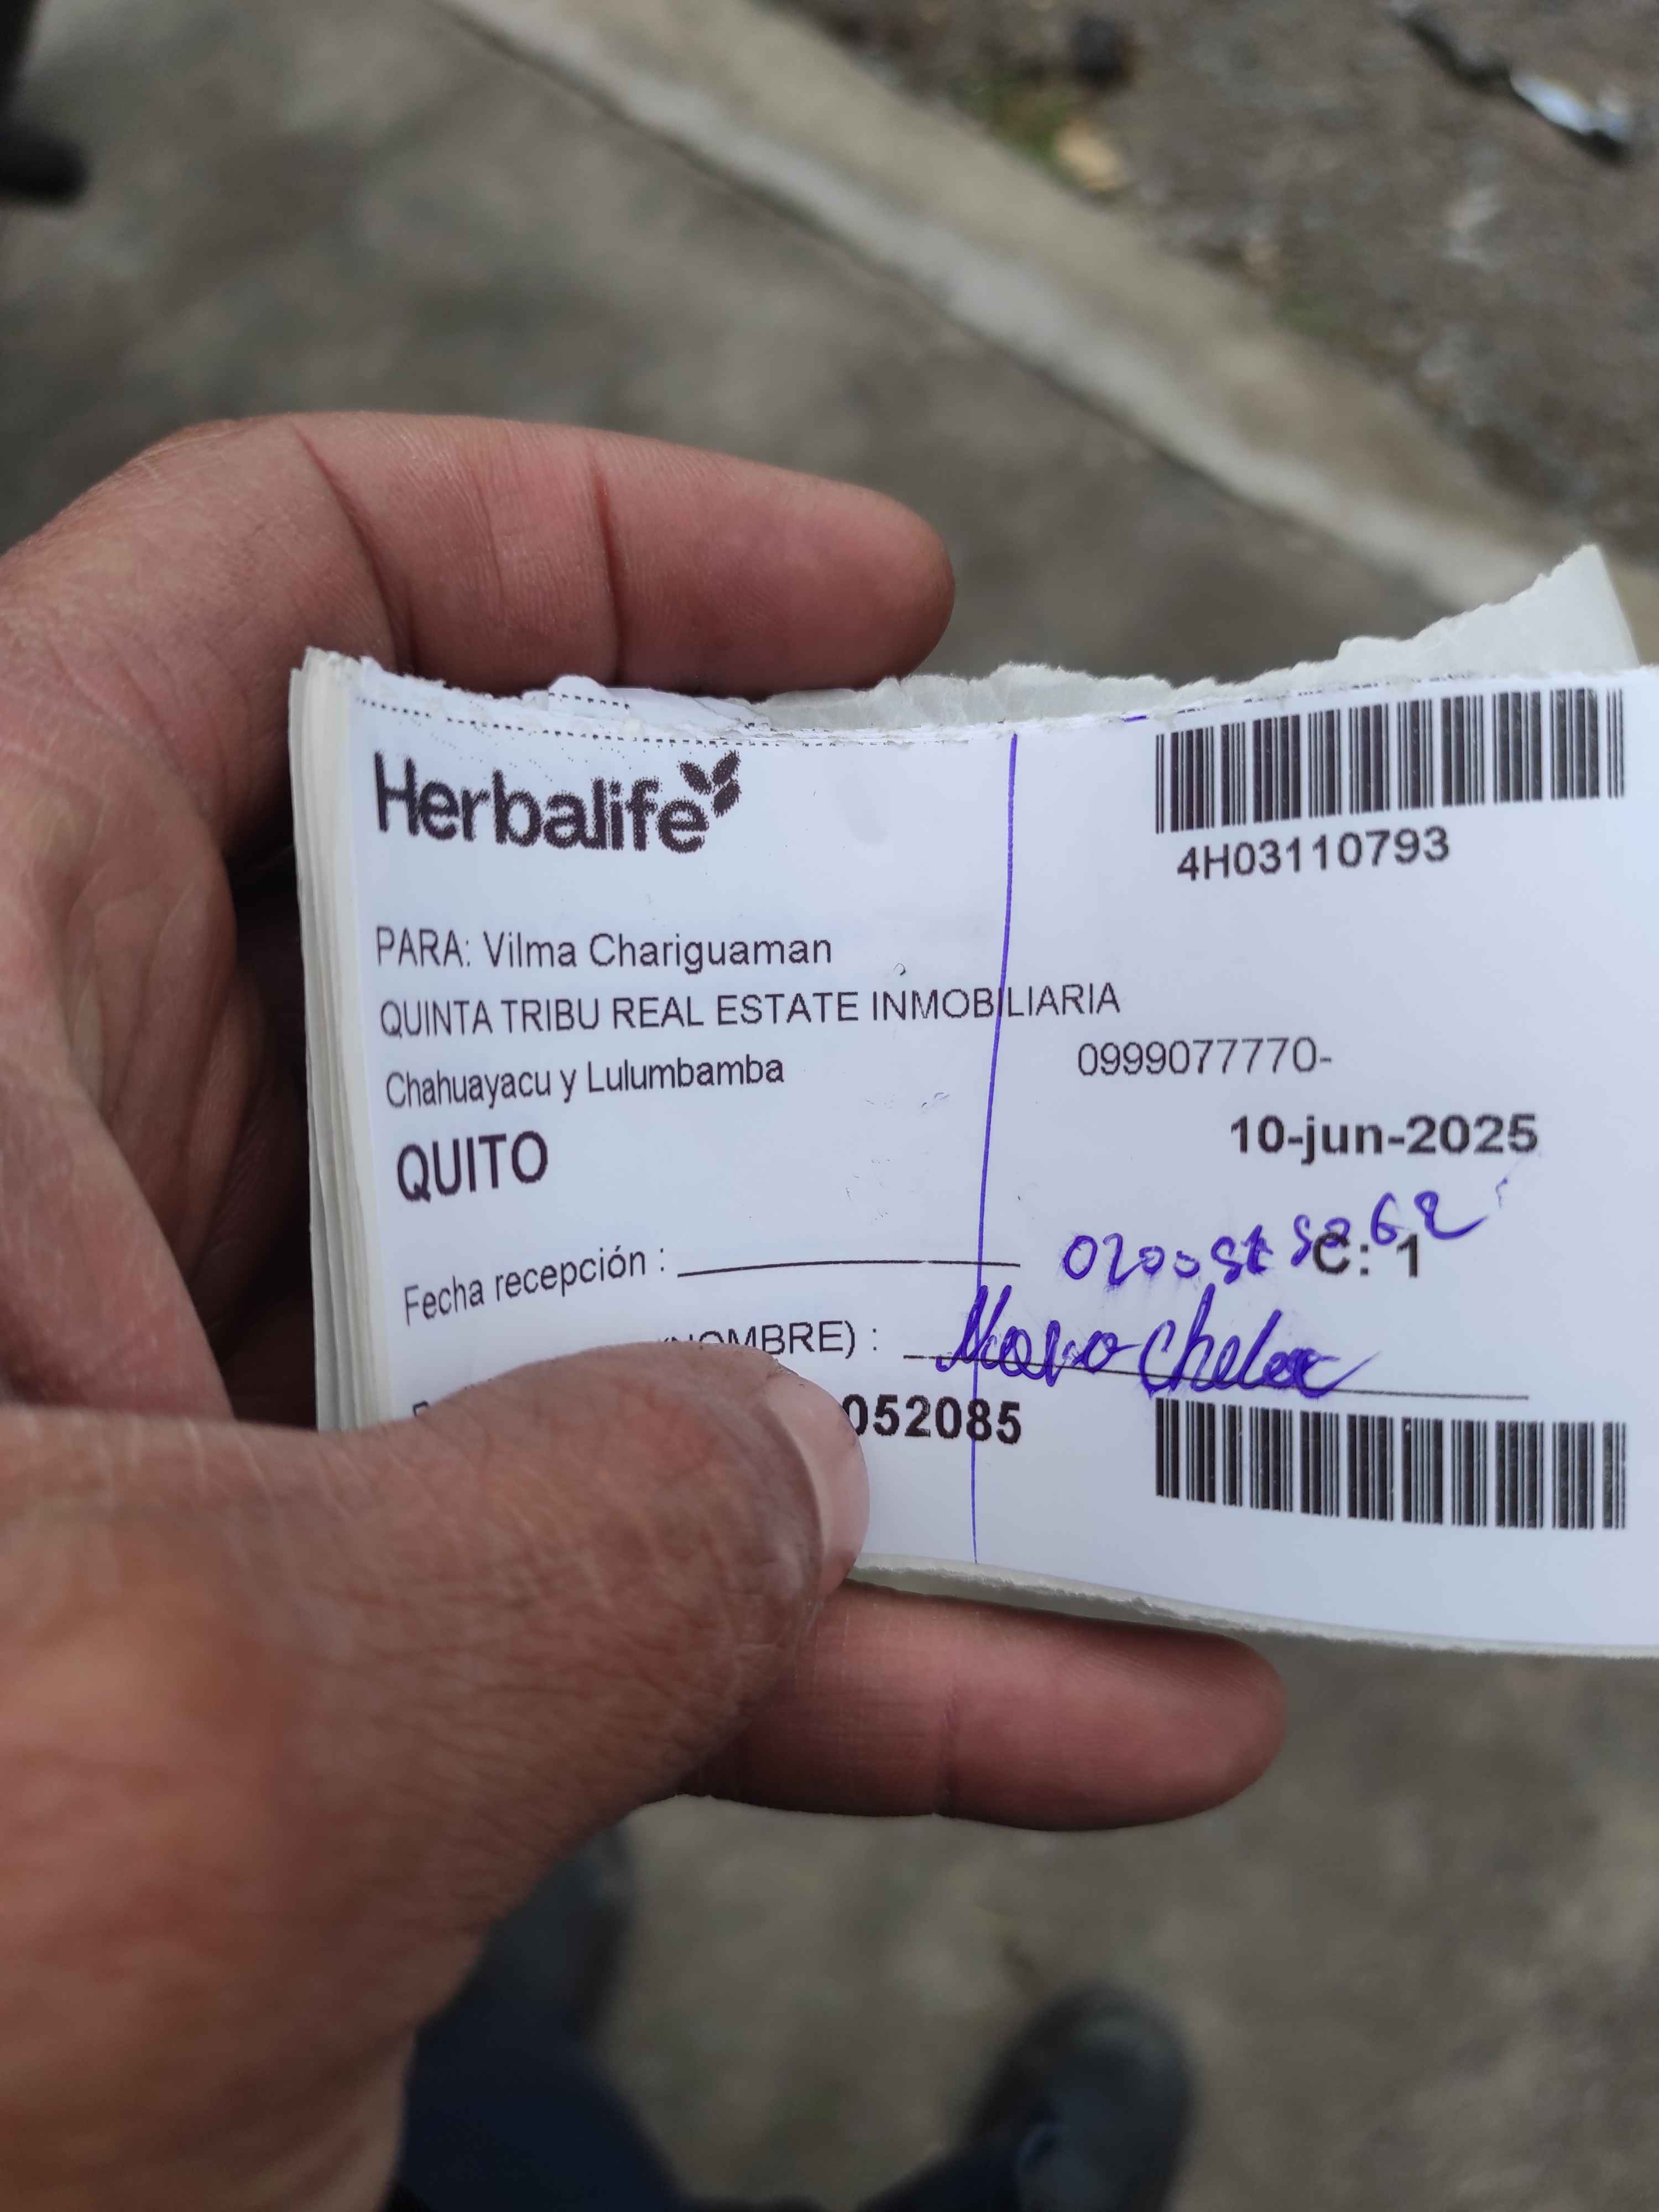 Herbalife
4H03110793
PARA: Vilma Chariguaman
QUINTA TRIBU REAL ESTATE INMOBILIARIA
Chahuayacu y Lulumbamba
0999077770-
10-jun-2025
QUITO
Fecha recepción :
C: 1
OMBRE) :
052085